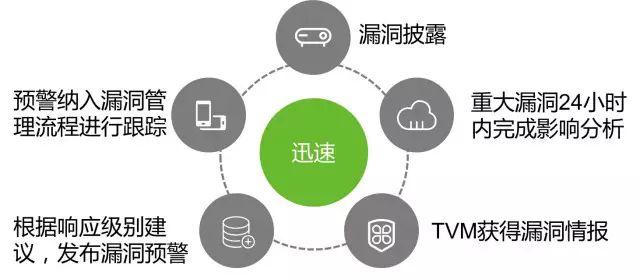 漏洞披露
预警纳入漏洞管
理流程进行跟踪
重大漏洞24小时
内完成影响分析
迅速
根据响应级别建
议，发布漏洞预警
TVM获得漏洞情报